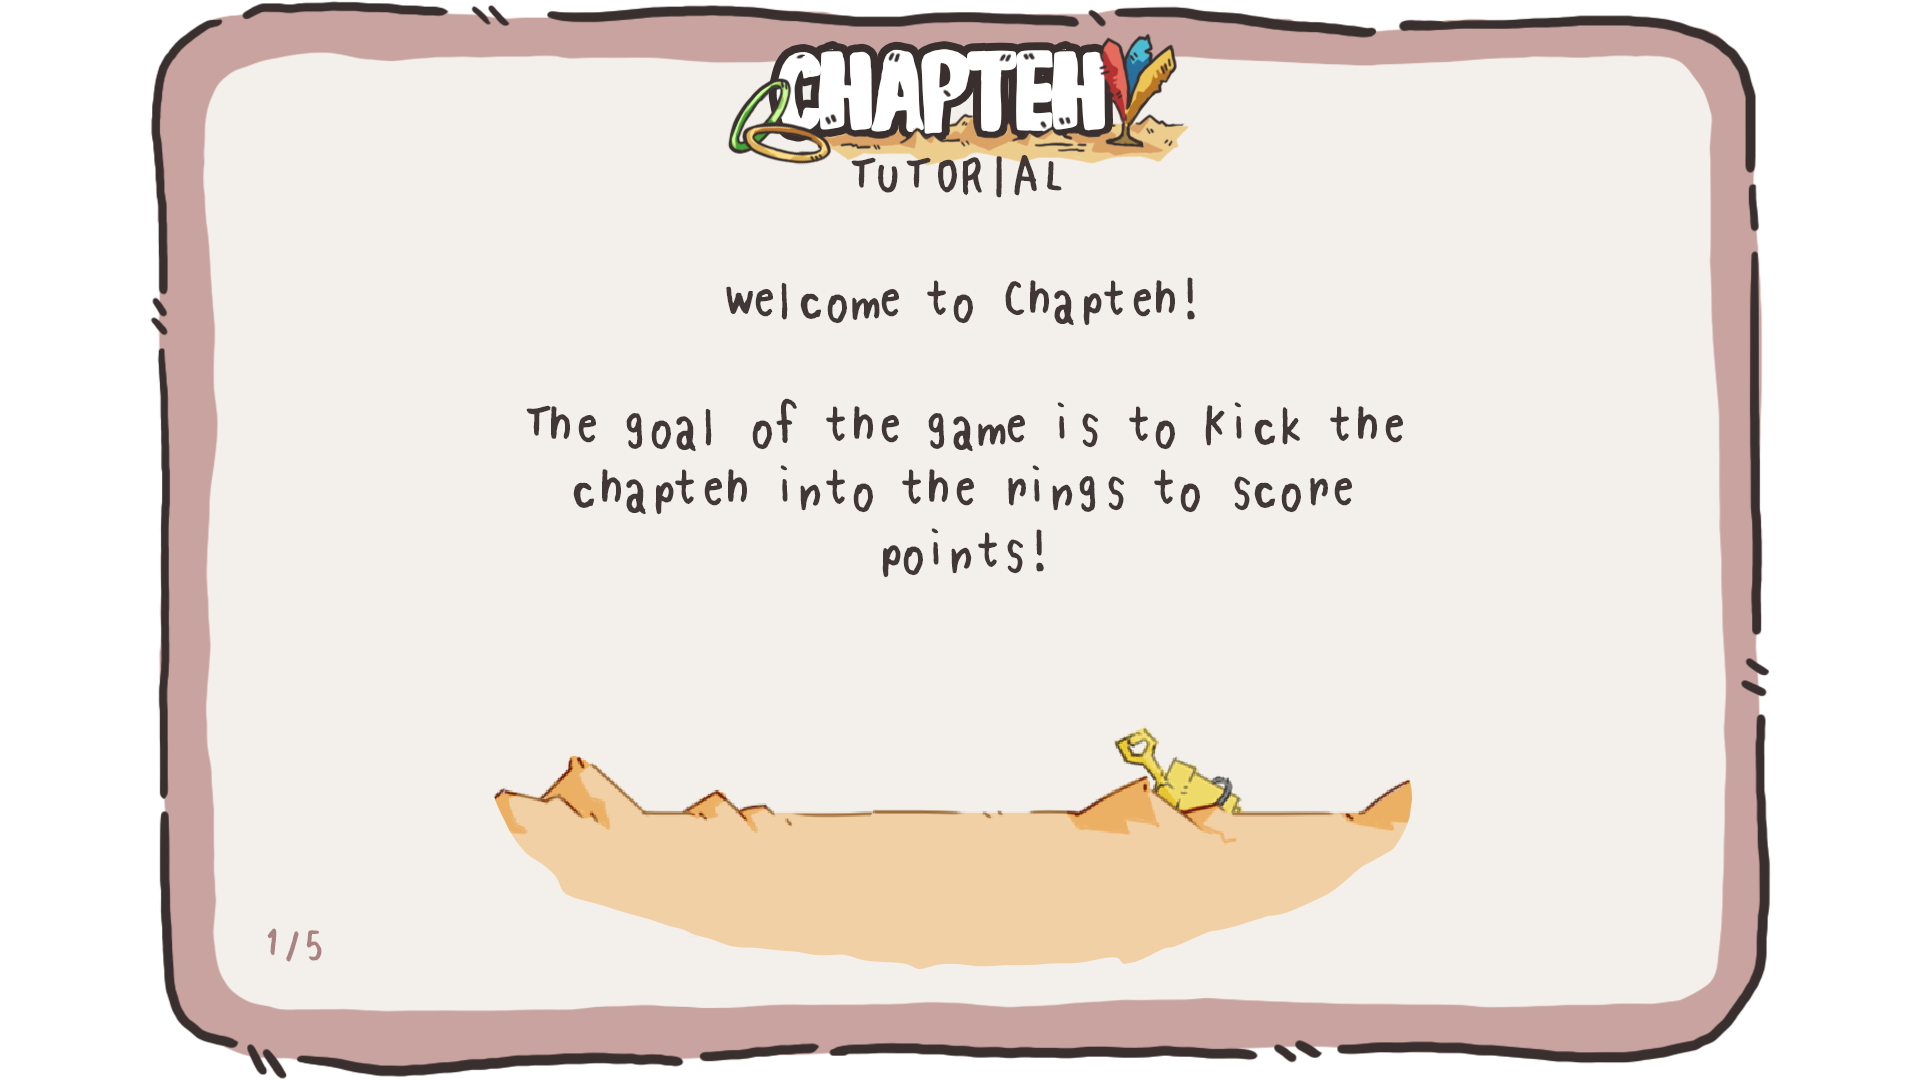 CHAPTEH
TUTORIAL
Welcome to Chapteh!
The goal of the game is to kick the
chapteh into the rings to score
points!
1/5